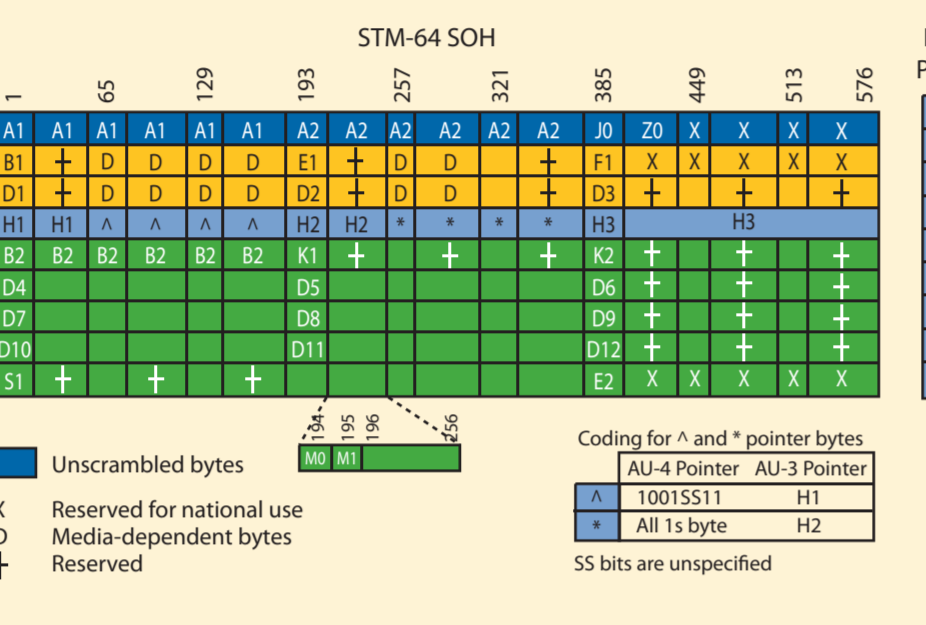 STM-64 SOH
1 65 129 193 257 321 385 449 513 576
A1 A1 A1 A1 A1 A1 A2 A2 A2 A2 A2 A2 J0 Z0 X X X X
B1 + D D D D E1 + D D + F1 X X X X X
D1 + D D D D D2 + D D + D3 + + +
H1 H1 ^ ^ ^ ^ H2 H2 * * * * H3 H3
B2 B2 B2 B2 B2 B2 K1 + + + K2 + + +
D4 D5 D6 + + +
D7 D8 D9 + + +
D10 D11 D12 + + +
S1 + + + E2 X X X X X
194 195 196 256
M0 M1
Unscrambled bytes
X Reserved for national use
D Media-dependent bytes
+ Reserved
Coding for ^ and * pointer bytes
AU-4 Pointer AU-3 Pointer
^ 1001SS11 H1
* All 1s byte H2
SS bits are unspecified